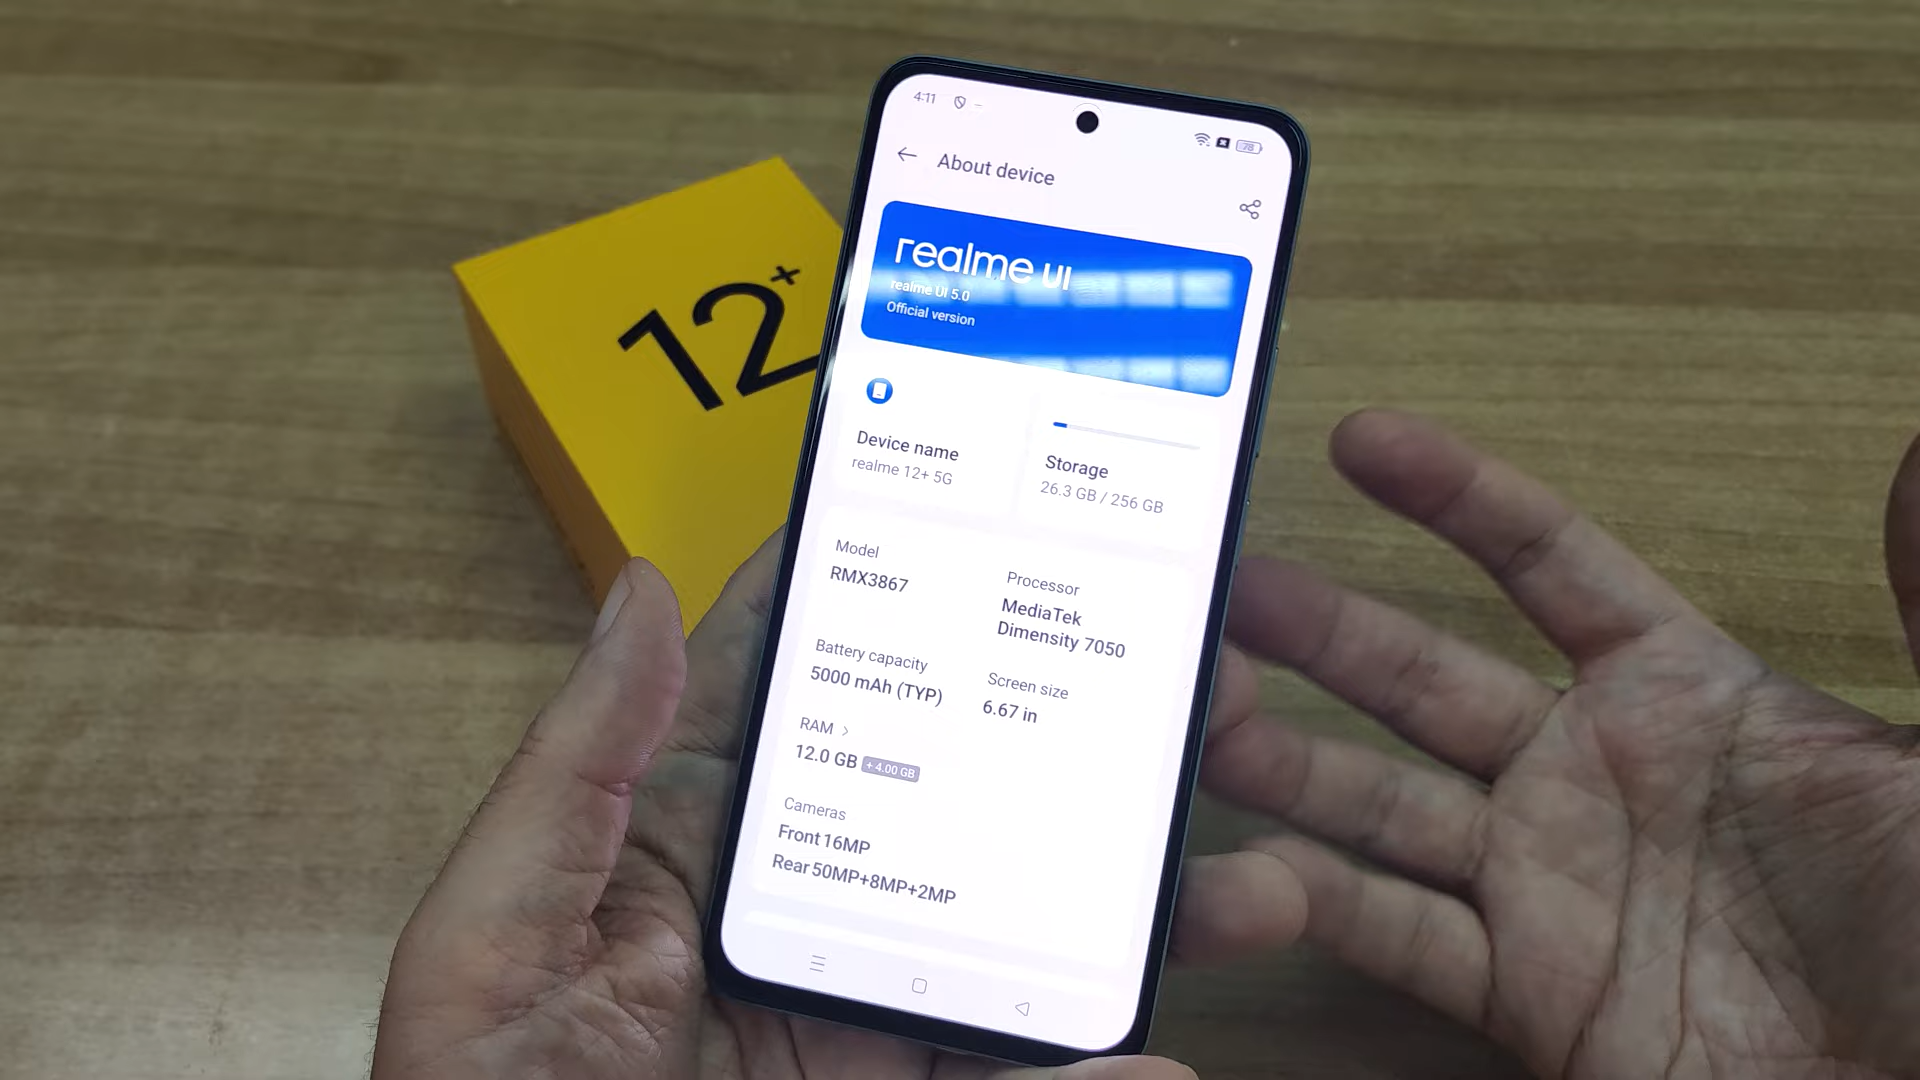 4:11
78
About device
realme UI
realme UI 5.0
Official version
12+
Device name
realme 12+ 5G
Storage
26.3 GB / 256 GB
Model
RMX3867
Processor
MediaTek
Dimensity 7050
Battery capacity
5000 mAh (TYP)
Screen size
6.67 in
RAM >
12.0 GB + 4.00 GB
Cameras
Front 16MP
Rear 50MP+8MP+2MP